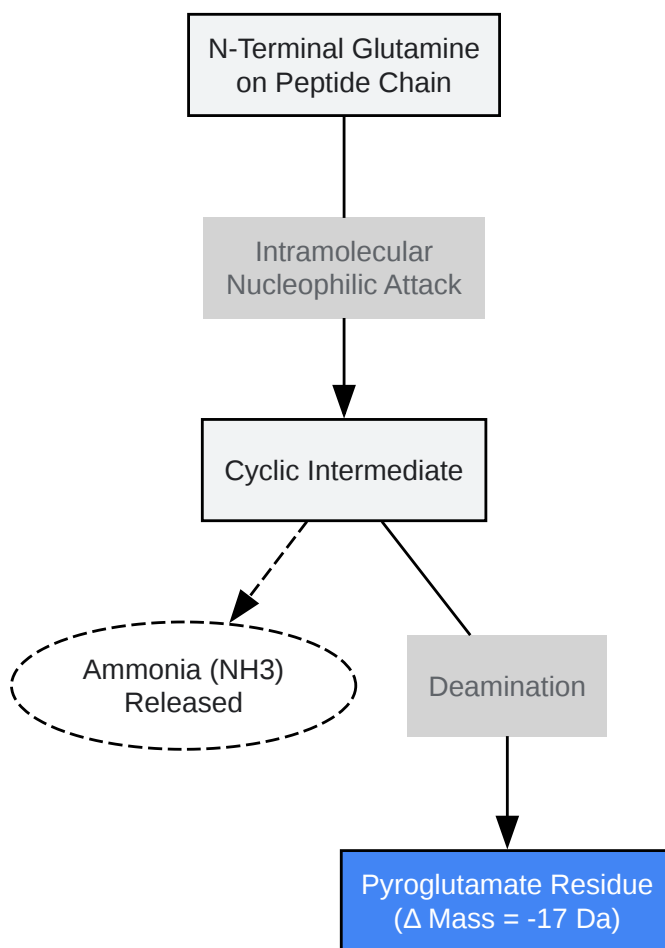 N-Terminal Glutamine
on Peptide Chain
Intramolecular
Nucleophilic Attack
Cyclic Intermediate
Ammonia (NH3)
Released
Deamination
Pyroglutamate Residue
(Δ Mass = -17 Da)